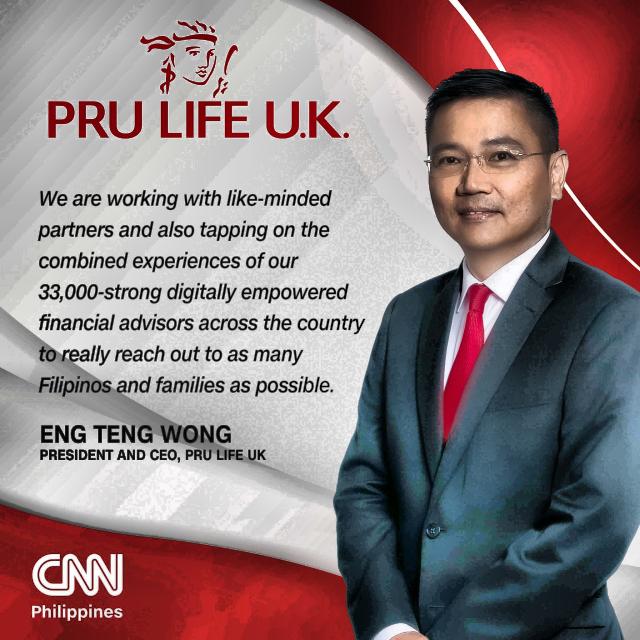 PRU LIFE U.K.
We are working with like-minded
partners and also tapping on the
combined experiences of our
33,000-strong digitally empowered
financial advisors across the country
to really reach out to as many
Filipinos and families as possible.
ENG TENG WONG
PRESIDENT AND CEO, PRU LIFE UK
CNN
Philippines